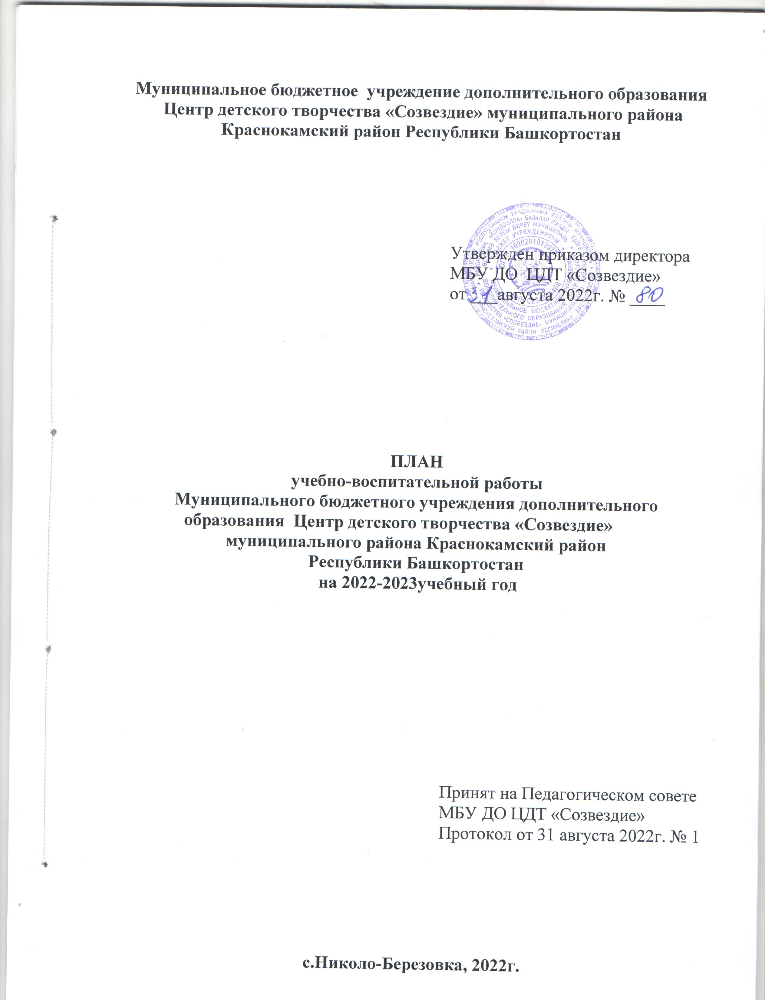 Муниципальное бюджетное  учреждение дополнительного образования
Центр детского творчества «Созвездие» муниципального района
Краснокамский район Республики Башкортостан
Утвержден приказом директора
МБУ ДО  ЦДТ «Созвездие»
от 31 августа 2022г. № 80
ПЛАН
учебно-воспитательной работы
Муниципального бюджетного учреждения дополнительного
образования  Центр детского творчества «Созвездие»
муниципального района Краснокамский район
Республики Башкортостан
на 2022-2023учебный год
Принят на Педагогическом совете
МБУ ДО ЦДТ «Созвездие»
Протокол от 31 августа 2022г. № 1
с.Николо-Березовка, 2022г.